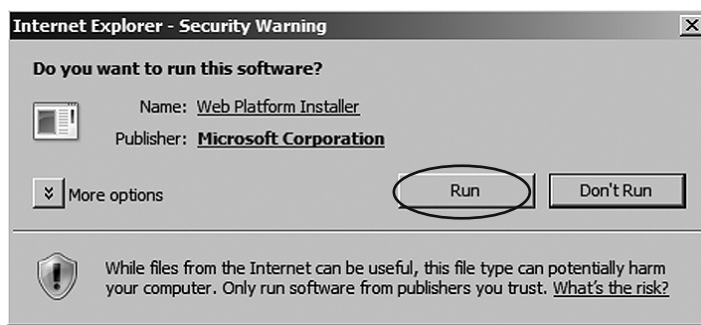 Internet Explorer - Security Warning
Do you want to run this software?
Name: Web Platform Installer
Publisher: Microsoft Corporation
More options
Run
Don't Run
While files from the Internet can be useful, this file type can potentially harm
your computer. Only run software from publishers you trust. What's the risk?